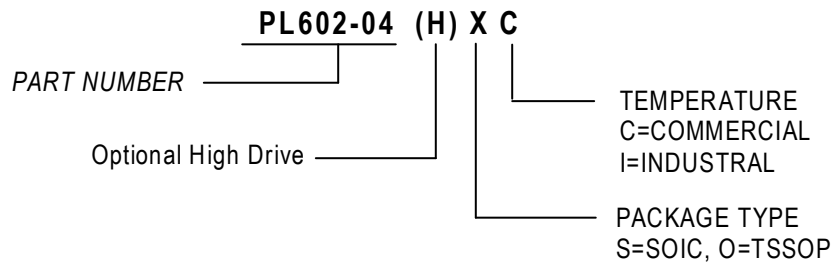 PL602-04 (H) X C
PART NUMBER
TEMPERATURE
C=COMMERCIAL
I=INDUSTRAL
Optional High Drive
PACKAGE TYPE
S=SOIC, O=TSSOP